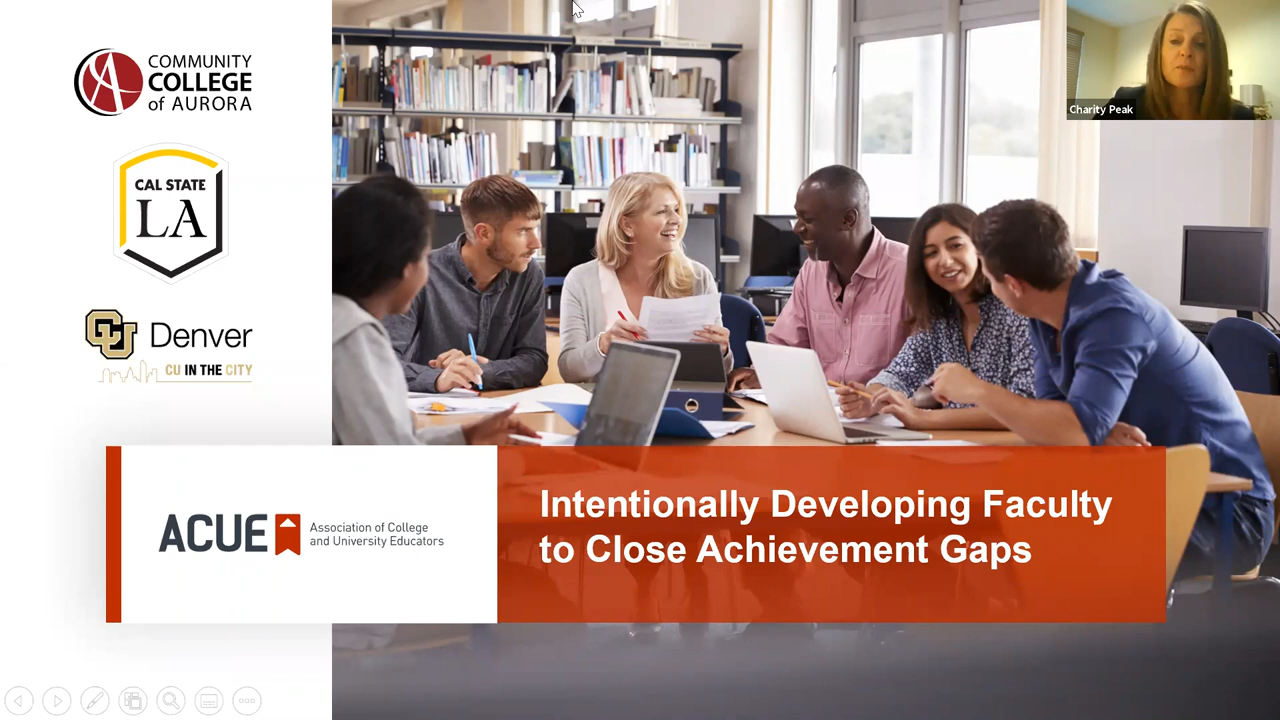 COMMUNITY
COLLEGE
of AURORA
CAL STATE
LA
CU Denver
CU IN THE CITY
Charity Peak
ACUE Association of College
and University Educators
Intentionally Developing Faculty
to Close Achievement Gaps